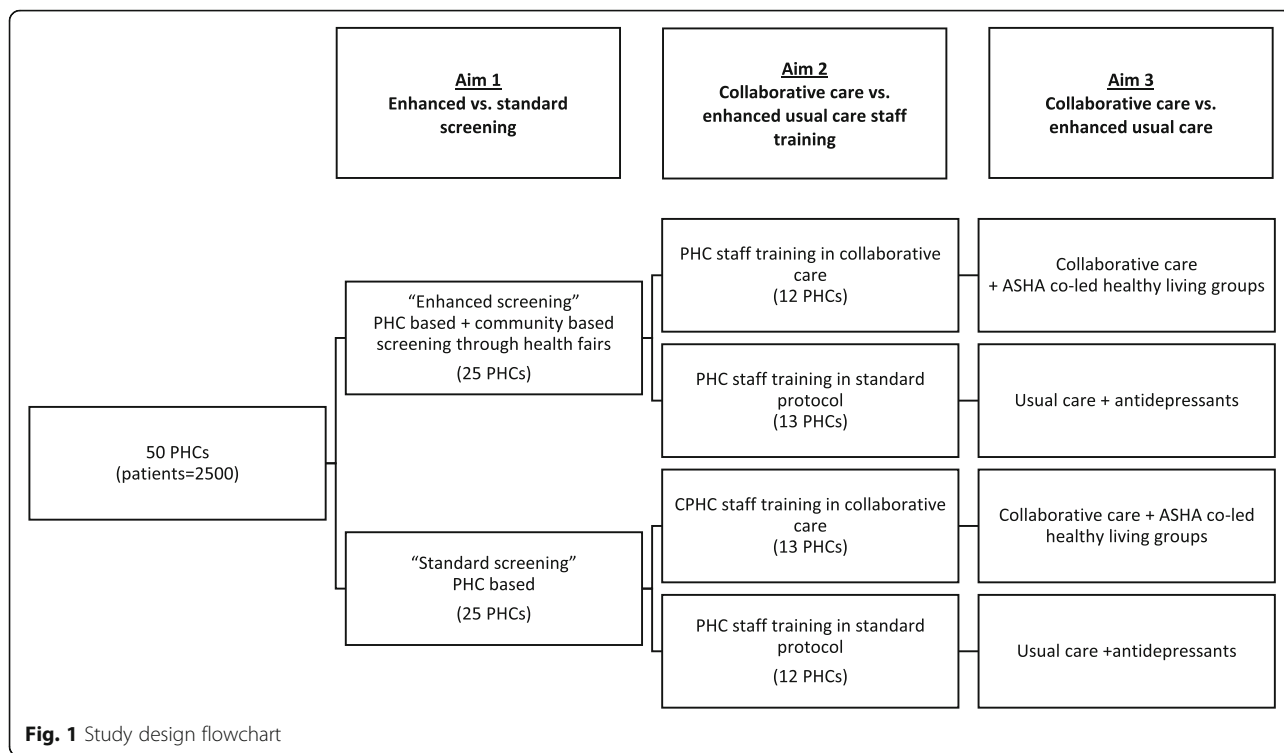 Aim 1
Enhanced vs. standard
screening
Aim 2
Collaborative care vs.
enhanced usual care staff
training
Aim 3
Collaborative care vs.
enhanced usual care
50 PHCs
(patients=2500)
“Enhanced screening”
PHC based + community based
screening through health fairs
(25 PHCs)
“Standard screening”
PHC based
(25 PHCs)
PHC staff training in collaborative
care
(12 PHCs)
PHC staff training in standard
protocol
(13 PHCs)
CPHC staff training in collaborative
care
(13 PHCs)
PHC staff training in standard
protocol
(12 PHCs)
Collaborative care
+ ASHA co-led healthy living groups
Usual care + antidepressants
Collaborative care + ASHA co-led
healthy living groups
Usual care +antidepressants
Fig. 1 Study design flowchart